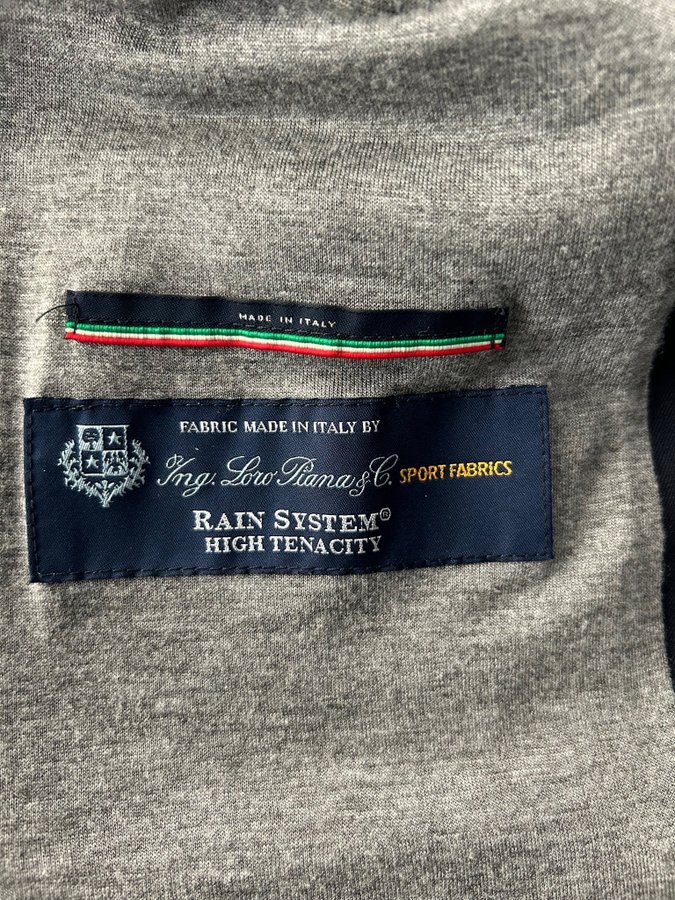 MADE IN ITALY
FABRIC MADE IN ITALY BY
Ing. Loro Piana & C. SPORT FABRICS
RAIN SYSTEM®
HIGH TENACITY